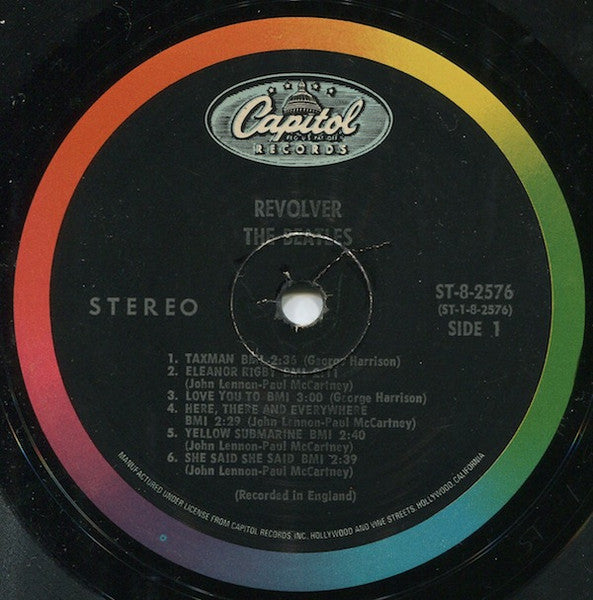 Capitol
RECORDS
REVOLVER
THE BEATLES
STEREO
ST-8-2576
(ST-1-8-2576)
SIDE 1
1. TAXMAN BMI 2:36 (George Harrison)
2. ELEANOR RIGBY BMI 2:11
(John Lennon-Paul McCartney)
3. LOVE YOU TO BMI 3:00 (George Harrison)
4. HERE, THERE AND EVERYWHERE
BMI 2:29 (John Lennon-Paul McCartney)
5. YELLOW SUBMARINE BMI 2:40
(John Lennon-Paul McCartney)
6. SHE SAID SHE SAID BMI 2:39
(John Lennon-Paul McCartney)
(Recorded in England)
MANUFACTURED UNDER LICENSE FROM CAPITOL RECORDS, INC. HOLLYWOOD AND VINE STREETS, HOLLYWOOD, CALIFORNIA